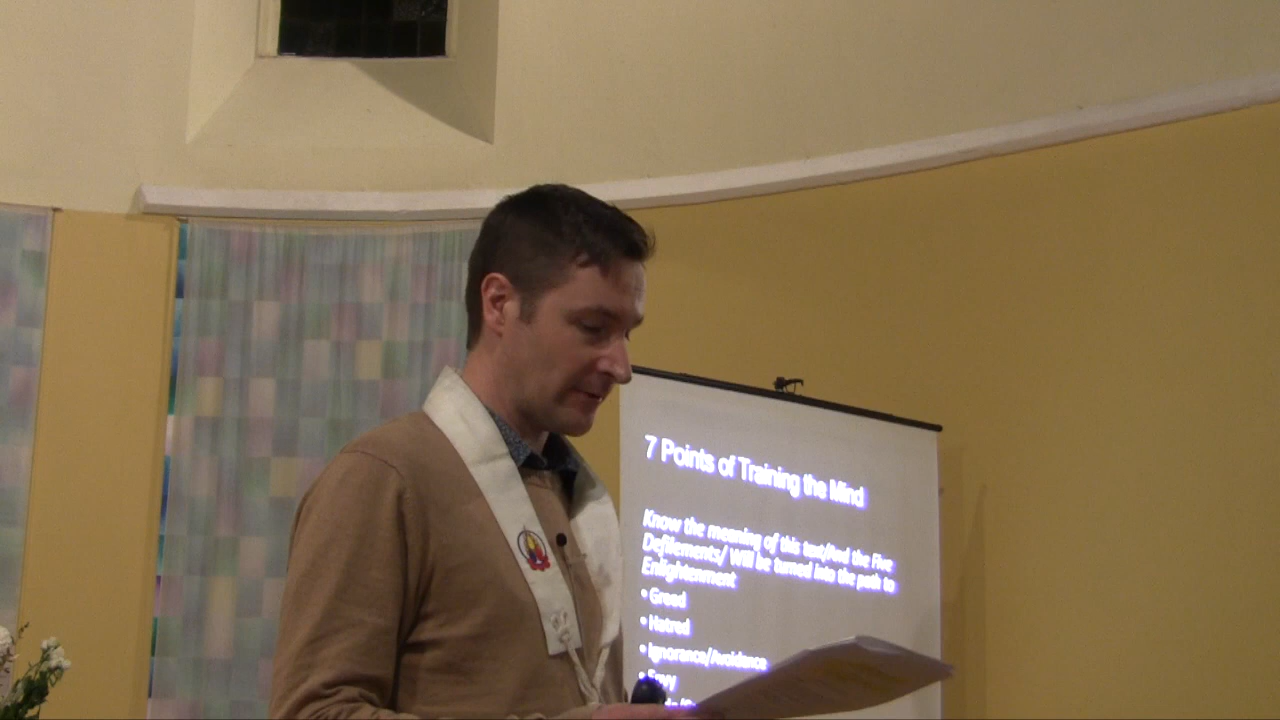 7 Points of Training the Mind
Know the meaning of this text/And the Five
Defilements/ Will be turned into the path to
Enlightenment
• Greed
• Hatred
• Ignorance/Avoidance
• Envy